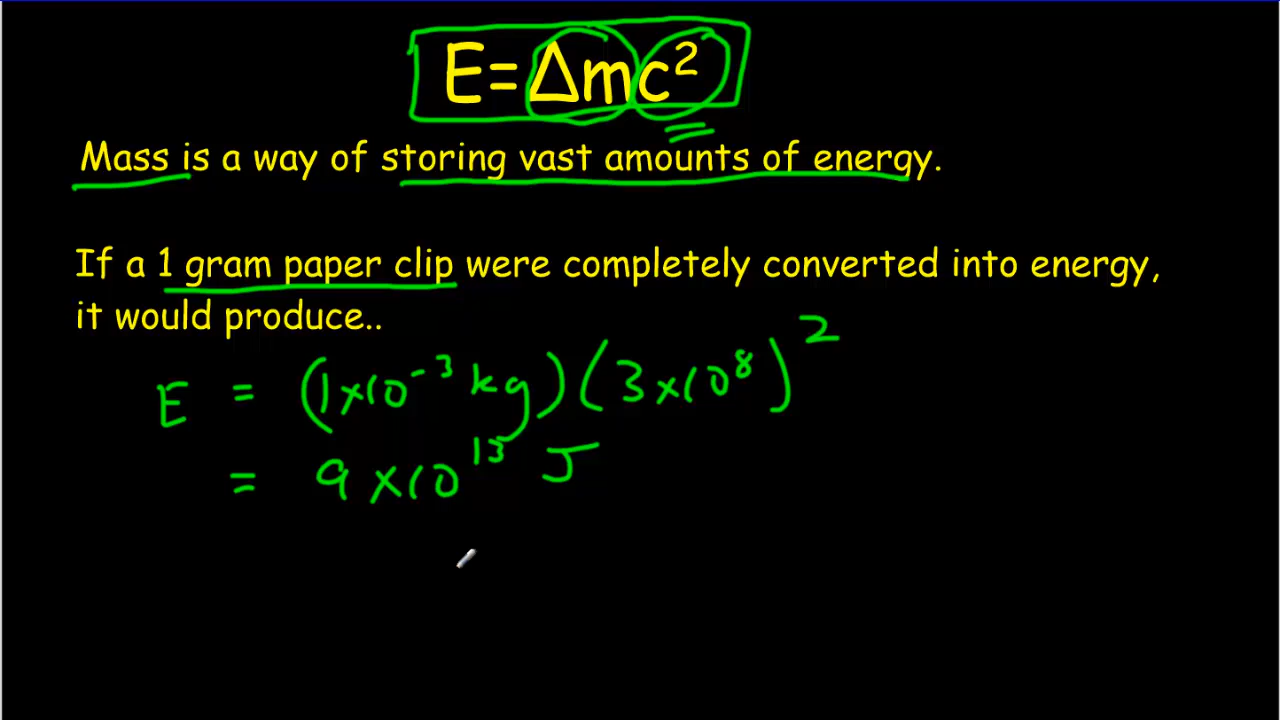 E=Δmc²
Mass is a way of storing vast amounts of energy.
If a 1 gram paper clip were completely converted into energy,
it would produce..
E = (1×10⁻³ kg)(3×10⁸)²
= 9×10¹³ J